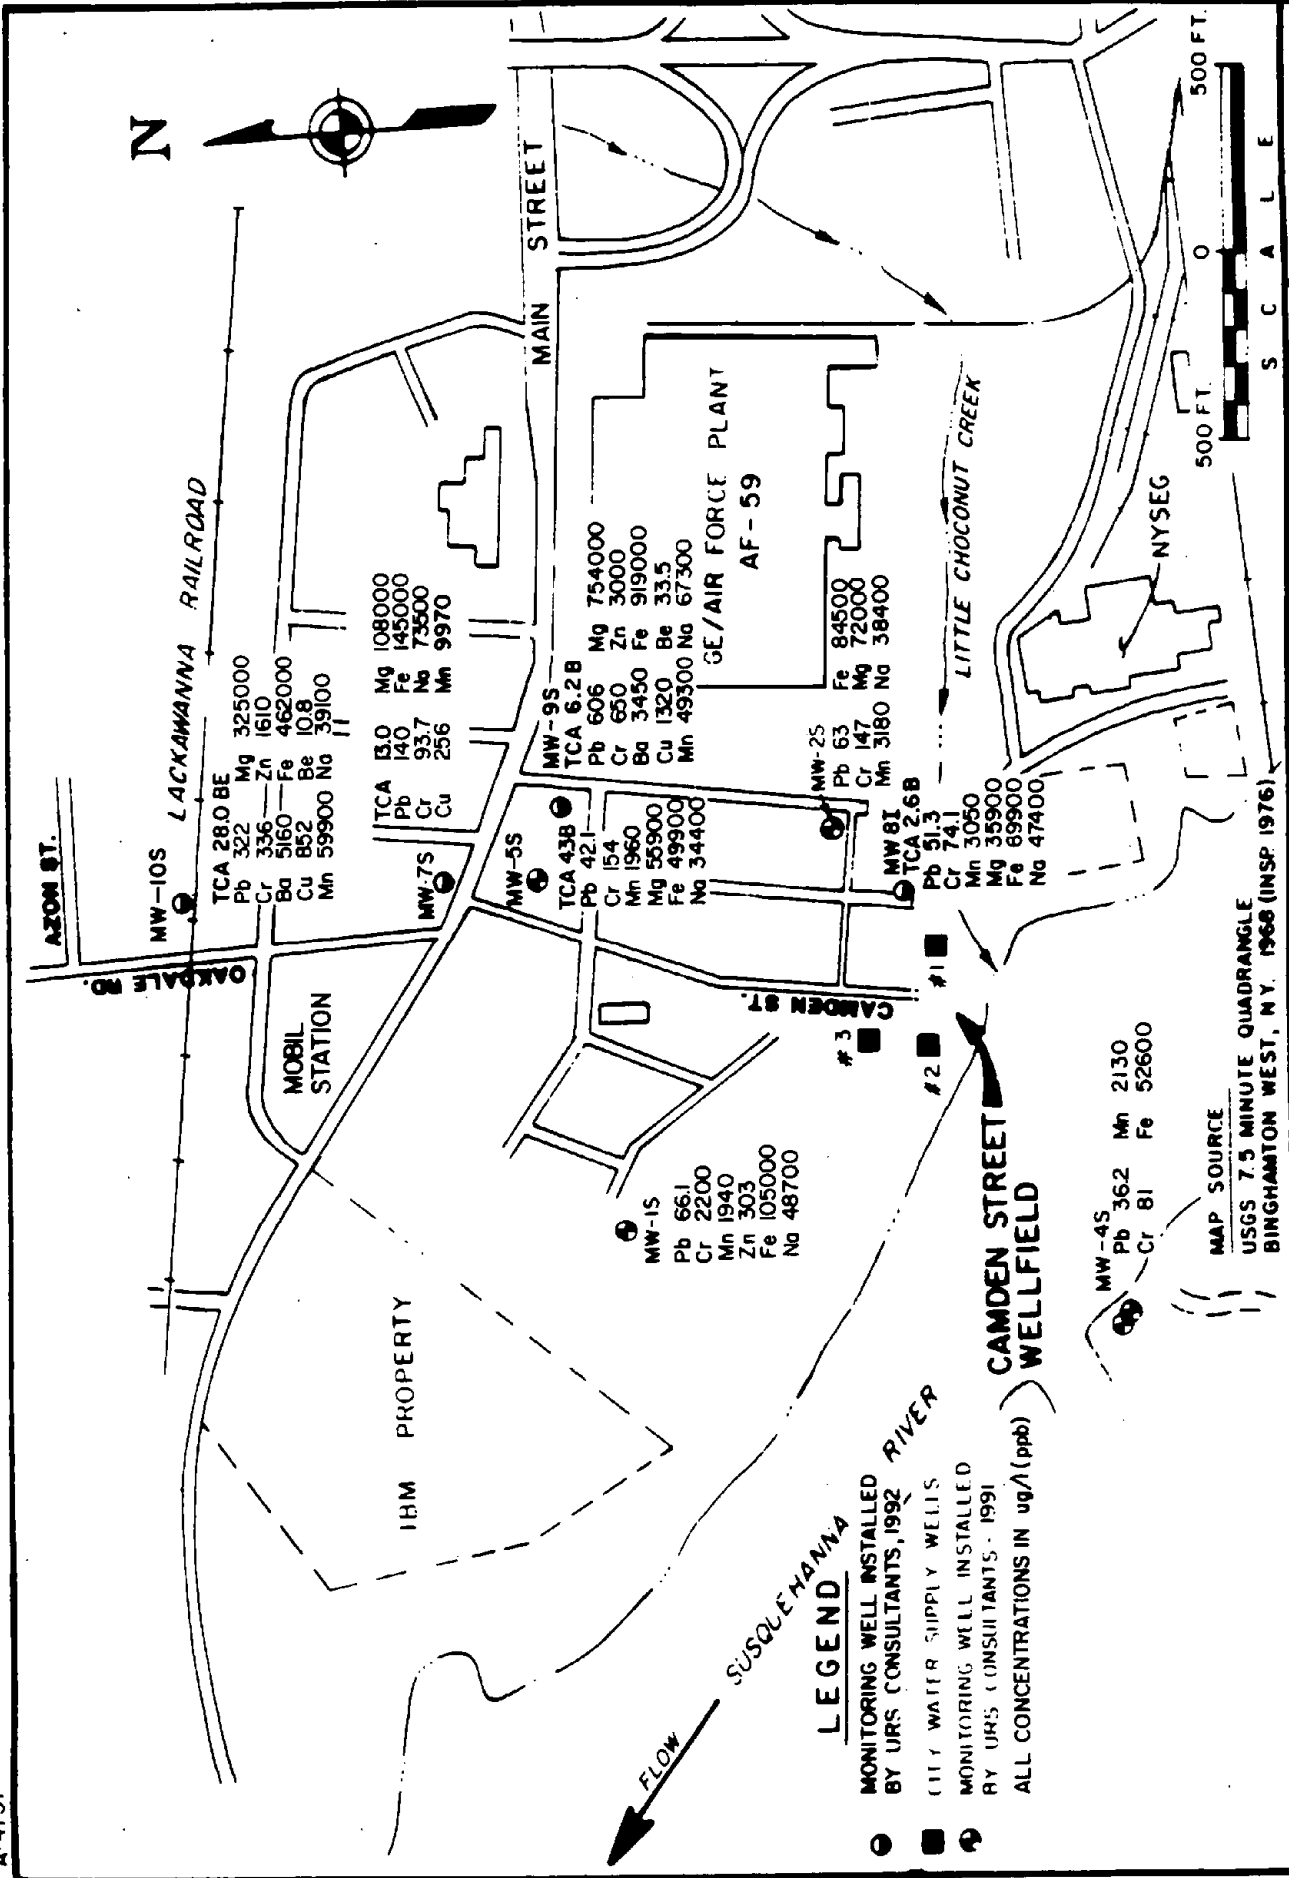 N
LACKAWANNA RAILROAD
AZON ST.
MW-10S
TCA 28.0 BE
Pb 322 Mg 325000
Cr 336 Zn 1610
Ba 5160 Fe 462000
Cu 852 Be 10.8
Mn 59900 Na 39100
OAKDALE RD.
MOBIL
STATION
TCA 13.0 Mg 108000
Pb 140 Fe 145000
Cr 93.7 Na 73500
Cu 256 Mn 9970
MW-7S
MAIN STREET
MW-5S
TCA 43B
Pb 42.1
Cr 154
Mn 1960
Mg 55900
Fe 49900
Na 34400
MW-9S
TCA 6.2 B
Pb 606 Mg 754000
Cr 650 Zn 3000
Ba 3450 Fe 919000
Cu 1320 Be 33.5
Mn 49300 Na 67300
GE/AIR FORCE PLANT
AF-59
MW-2S
Pb 63 Fe 84500
Cr 147 Mg 72000
Mn 3180 Na 38400
MW 8I
TCA 2.6B
Pb 51.3
Cr 74.1
Mn 3050
Mg 35900
Fe 69900
Na 47400
LITTLE CHOCONUT CREEK
NYSEG
CAMDEN ST.
#1
#2
#3
IBM PROPERTY
MW-1S
Pb 66.1
Cr 2200
Mn 1940
Zn 303
Fe 105000
Na 48700
CAMDEN STREET
WELLFIELD
MW-4S
Pb 36.2 Mn 2130
Cr 81 Fe 52600
SUSQUEHANNA RIVER
FLOW
LEGEND
MONITORING WELL INSTALLED
BY URS CONSULTANTS, 1992
CITY WATER SUPPLY WELLS
MONITORING WELL INSTALLED
BY URS CONSULTANTS - 1991
ALL CONCENTRATIONS IN ug/l (ppb)
MAP SOURCE
USGS 7.5 MINUTE QUADRANGLE
BINGHAMTON WEST, N.Y. 1968 (INSP. 1976)
500 FT. 0 500 FT.
SCALE